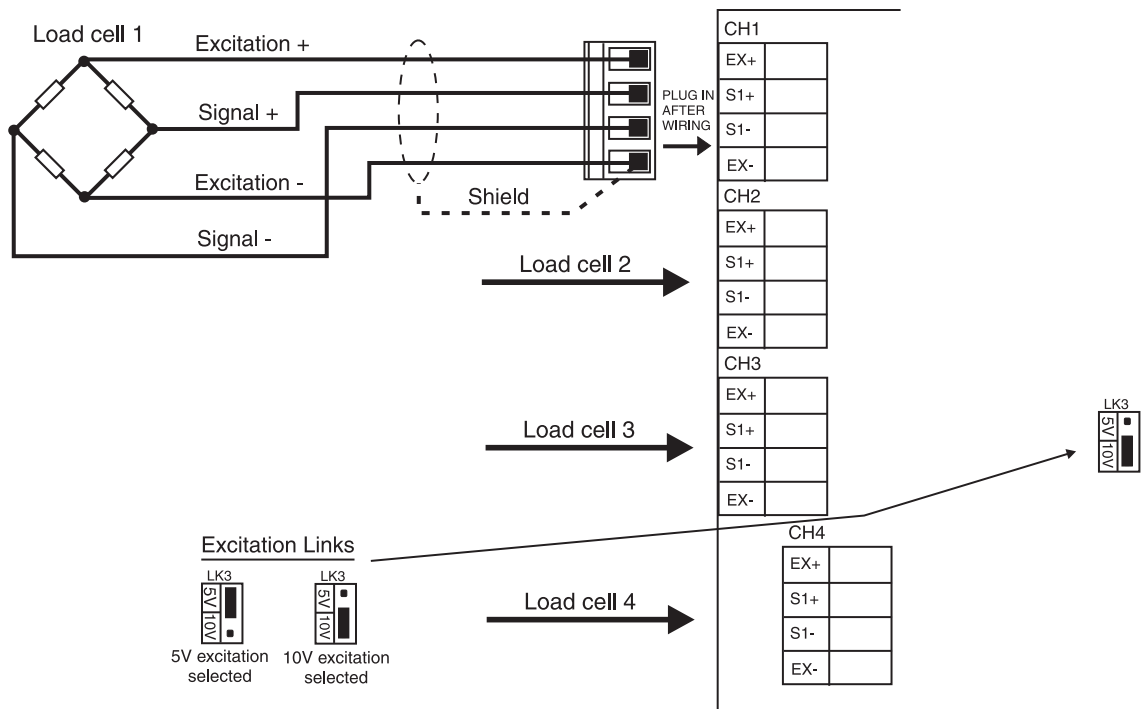 Load cell 1
Excitation +
Signal +
Excitation -
Signal -
Shield
PLUG IN
AFTER
WIRING
CH1
EX+
S1+
S1-
EX-
CH2
EX+
S1+
S1-
EX-
Load cell 2
CH3
EX+
S1+
S1-
EX-
Load cell 3
LK3
5V 10V
CH4
EX+
S1+
S1-
EX-
Load cell 4
Excitation Links
LK3
5V 10V
5V excitation
selected
LK3
5V 10V
10V excitation
selected